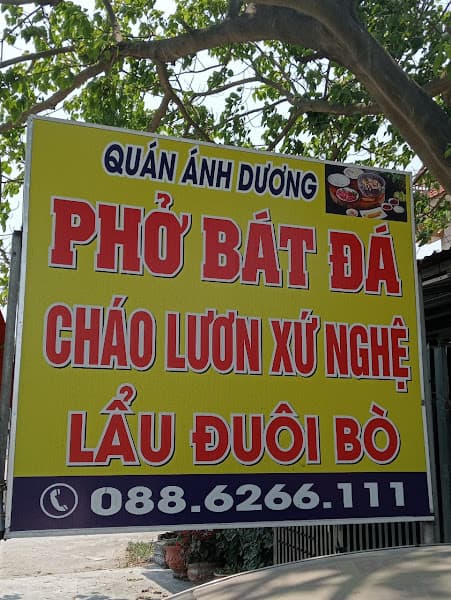 QUÁN ÁNH DƯƠNG
PHỞ BÁT ĐÁ
CHÁO LƯƠN XỨ NGHỆ
LẨU ĐUÔI BÒ
088.6266.111